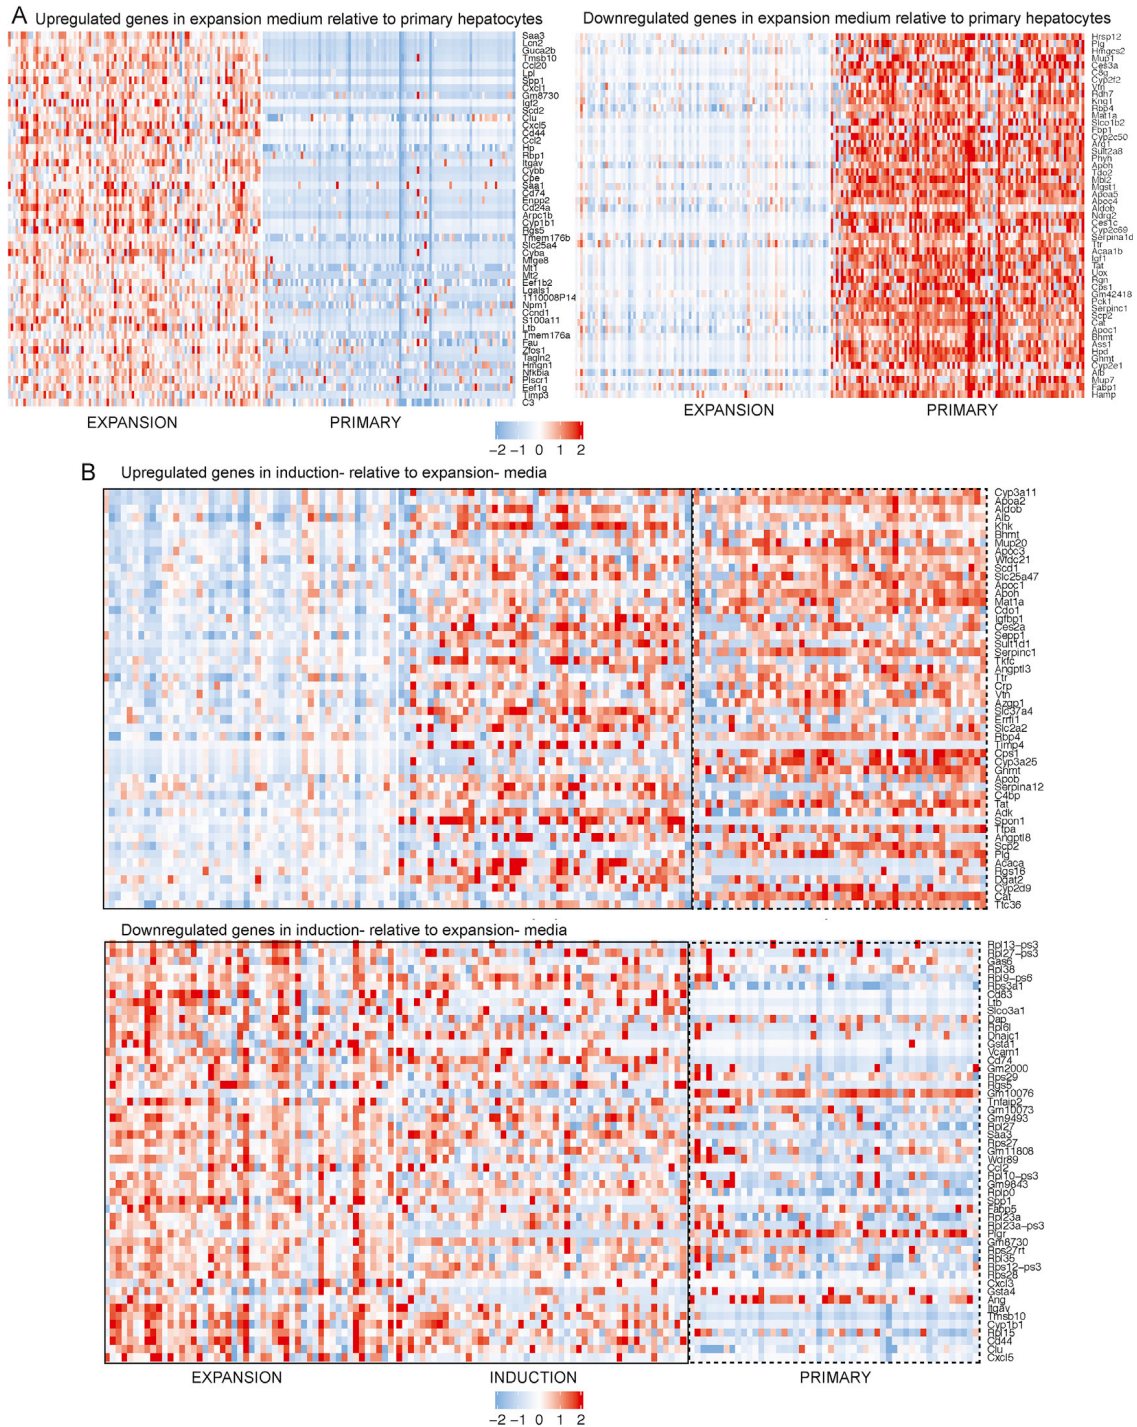 A
Upregulated genes in expansion medium relative to primary hepatocytes
Saa3
Lcn2
Guca2b
Tmsb10
Ccl20
Lpl
Spp1
Cxcl1
Gm8730
Igf2
Scd2
Clu
Cxcl5
Cd44
Ccl2
Hp
Rbp1
Itgav
Cybb
Cpe
Saa1
Cd74
Enpp2
Cd24a
Arpc1b
Cyp1b1
Rgs5
Tmem176b
Slc25a4
Cyba
Mfge8
Mt1
Mt2
Eef1b2
Lgals1
1110008P14
Npm1
Ccnd1
S100a11
Ltb
Tmem176a
Fau
Zfos1
Tagln2
Hmgn1
Nfkbia
Plscr1
Eef1g
Timp3
C3
EXPANSION
PRIMARY
Downregulated genes in expansion medium relative to primary hepatocytes
Hrsp12
Plg
Hmgcs2
Mup1
Ces3a
C8g
Cyp2f2
Vtn
Rdh7
Kng1
Rbp4
Mat1a
Slco1b2
Fbp1
Cyp2c50
Arg1
Sult2a8
Phyh
Apoh
Tdo2
Mbl2
Mgst1
Apoa5
Apoc4
Aldob
Ndrg2
Ces1c
Cyp2c69
Serpina1d
Ttr
Acaa1b
Igf1
Tat
Uox
Rgn
Cps1
Gm42418
Pck1
Serpinc1
Scp2
Cat
Apoc1
Bhmt
Ass1
Hpd
Gnmt
Cyp2e1
Alb
Mup7
Fabp1
Hamp
EXPANSION
PRIMARY
−2 −1 0 1 2
B
Upregulated genes in induction- relative to expansion- media
Cyp3a11
Apoa2
Aldob
Alb
Khk
Bhmt
Mup20
Apoc3
Wfdc21
Scd1
Slc25a47
Apoc1
Apoh
Mat1a
Cdo1
Igfbp1
Ces2a
Sepp1
Sult1d1
Serpinc1
Tkfc
Angptl3
Ttr
Crp
Vtn
Azgp1
Slc37a4
Errfi1
Slc2a2
Rbp4
Timp4
Cps1
Cyp3a25
Gnmt
Apob
Serpina12
C4bp
Tat
Adk
Spon1
Ttpa
Angptl8
Scp2
Plg
Acaca
Rgs16
Dgat2
Cyp2d9
Cat
Ttc36
Downregulated genes in induction- relative to expansion- media
Rpl13−ps3
Rpl27−ps3
Gas6
Rpl38
Rpl9−ps6
Rps3a1
Cd83
Ltb
Slco3a1
Dap
Rpl6l
Dnajc1
Gsta1
Vcam1
Cd74
Gm2000
Rps29
Rgs5
Gm10076
Tnfaip2
Gm10073
Gm9493
Rpl27
Saa3
Rps27
Gm11808
Wdr89
Ccl2
Rpl10−ps3
Gm9843
Rplp0
Spp1
Fabp5
Rpl23a
Rpl23a−ps3
Pigr
Gm8730
Rps27rt
Rpl35
Rps12−ps3
Rps28
Cxcl3
Gsta4
Ang
Itgav
Tmsb10
Cyp1b1
Rpl15
Cd44
Clu
Cxcl5
EXPANSION
INDUCTION
PRIMARY
−2 −1 0 1 2